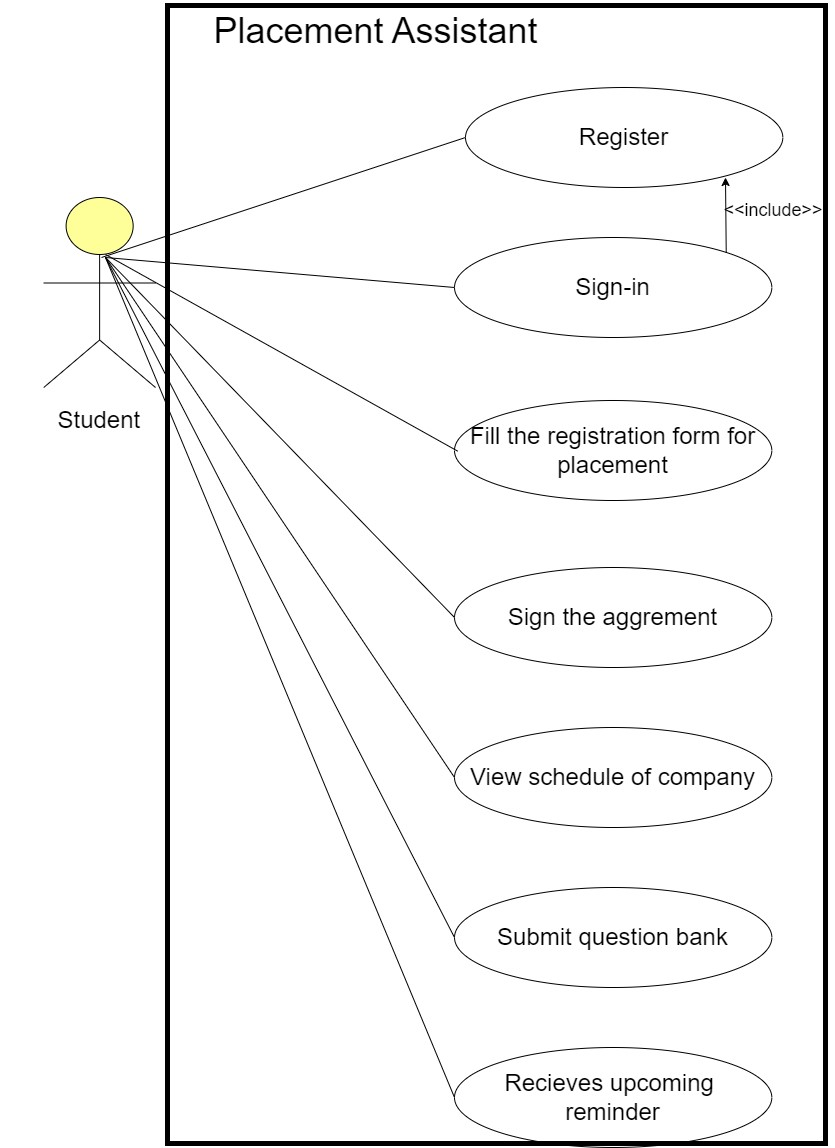 Placement Assistant
Register
<<include>>
Sign-in
Student
Fill the registration form for
placement
Sign the aggrement
View schedule of company
Submit question bank
Recieves upcoming
reminder